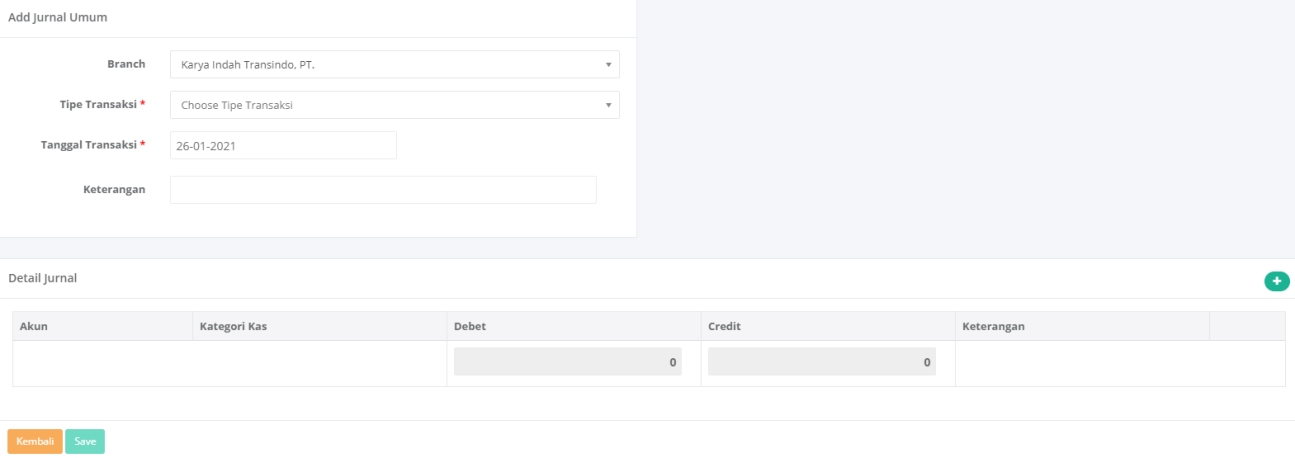 Add Jurnal Umum
Branch Karya Indah Transindo, PT.
Tipe Transaksi * Choose Tipe Transaksi
Tanggal Transaksi * 26-01-2021
Keterangan
Detail Jurnal
Akun Kategori Kas Debet Credit Keterangan
0 0
Kembali Save